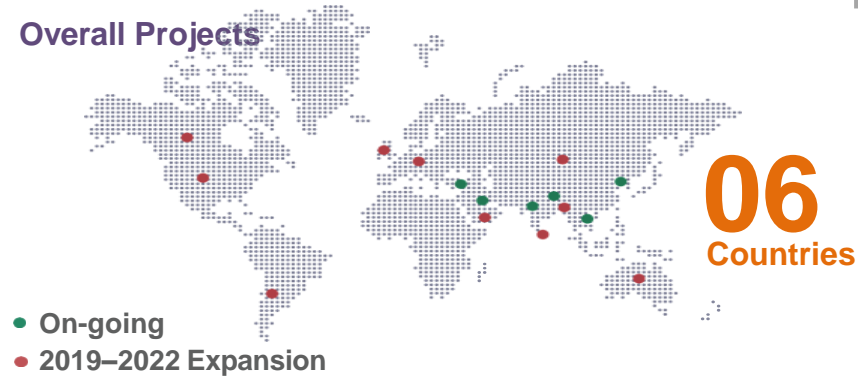 Overall Projects
06
Countries
On-going
2019–2022 Expansion